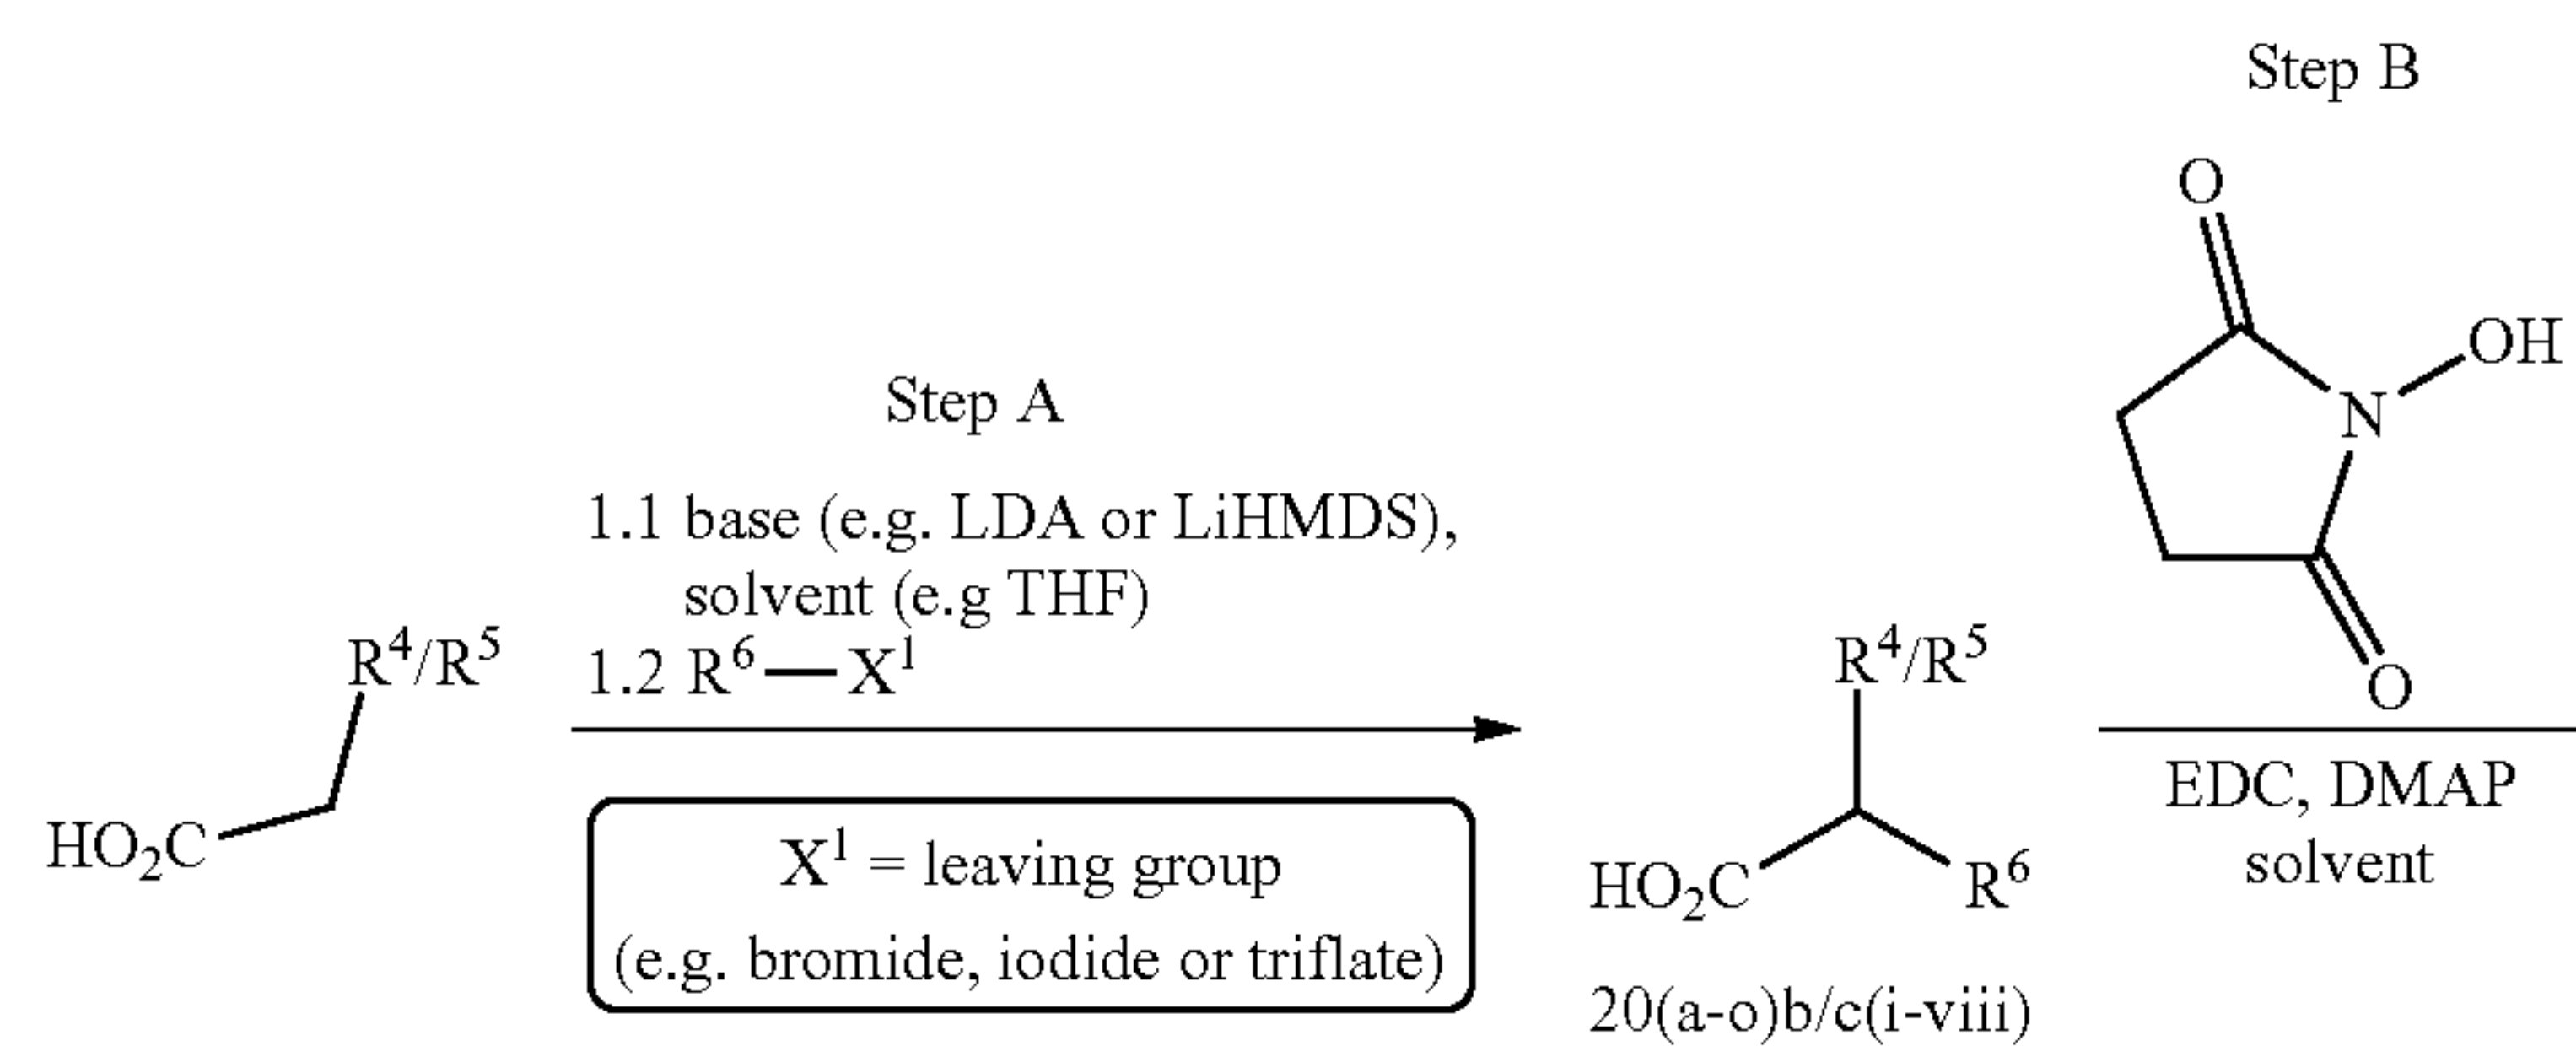 Step B
O
OH
N
O
Step A
1.1 base (e.g. LDA or LiHMDS),
solvent (e.g THF)
1.2 R⁶—X¹
R⁴/R⁵
HO₂C
X¹ = leaving group
(e.g. bromide, iodide or triflate)
R⁴/R⁵
HO₂C
R⁶
20(a-o)b/c(i-viii)
EDC, DMAP
solvent